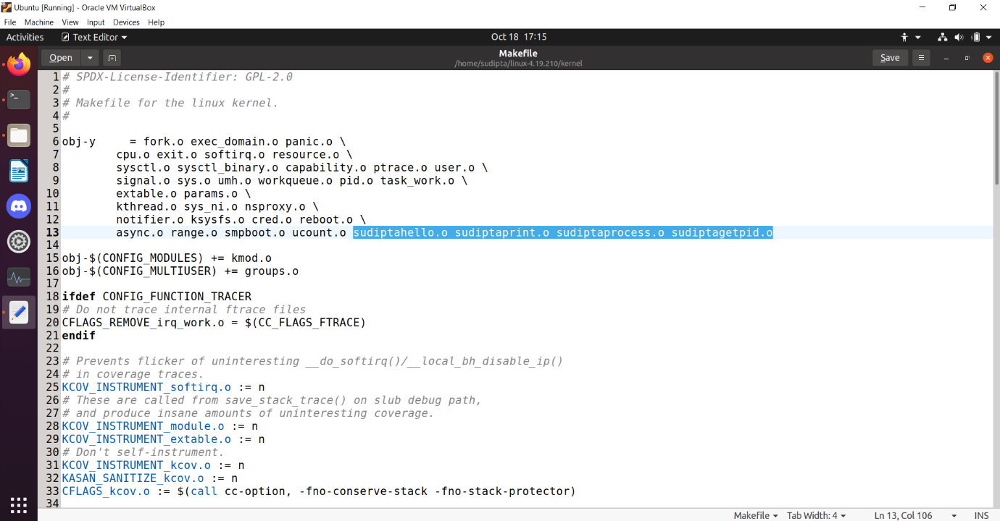 Ubuntu [Running] - Oracle VM VirtualBox
File Machine View Input Devices Help
Activities Text Editor Oct 18 17:15
Open Makefile Save
/home/sudipta/linux-4.19.210/kernel
1 # SPDX-License-Identifier: GPL-2.0
2 #
3 # Makefile for the linux kernel.
4 #
5
6 obj-y     = fork.o exec_domain.o panic.o \
7         cpu.o exit.o softirq.o resource.o \
8         sysctl.o sysctl_binary.o capability.o ptrace.o user.o \
9         signal.o sys.o umh.o workqueue.o pid.o task_work.o \
10         extable.o params.o \
11         kthread.o sys_ni.o nsproxy.o \
12         notifier.o ksysfs.o cred.o reboot.o \
13         async.o range.o smpboot.o ucount.o sudiptahello.o sudiptaprint.o sudiptaprocess.o sudiptagetpid.o
14
15 obj-$(CONFIG_MODULES) += kmod.o
16 obj-$(CONFIG_MULTIUSER) += groups.o
17
18 ifdef CONFIG_FUNCTION_TRACER
19 # Do not trace internal ftrace files
20 CFLAGS_REMOVE_irq_work.o = $(CC_FLAGS_FTRACE)
21 endif
22
23 # Prevents flicker of uninteresting __do_softirq()/__local_bh_disable_ip()
24 # in coverage traces.
25 KCOV_INSTRUMENT_softirq.o := n
26 # These are called from save_stack_trace() on slub debug path,
27 # and produce insane amounts of uninteresting coverage.
28 KCOV_INSTRUMENT_module.o := n
29 KCOV_INSTRUMENT_extable.o := n
30 # Don't self-instrument.
31 KCOV_INSTRUMENT_kcov.o := n
32 KASAN_SANITIZE_kcov.o := n
33 CFLAGS_kcov.o := $(call cc-option, -fno-conserve-stack -fno-stack-protector)
34
Makefile Tab Width: 4 Ln 13, Col 106 INS